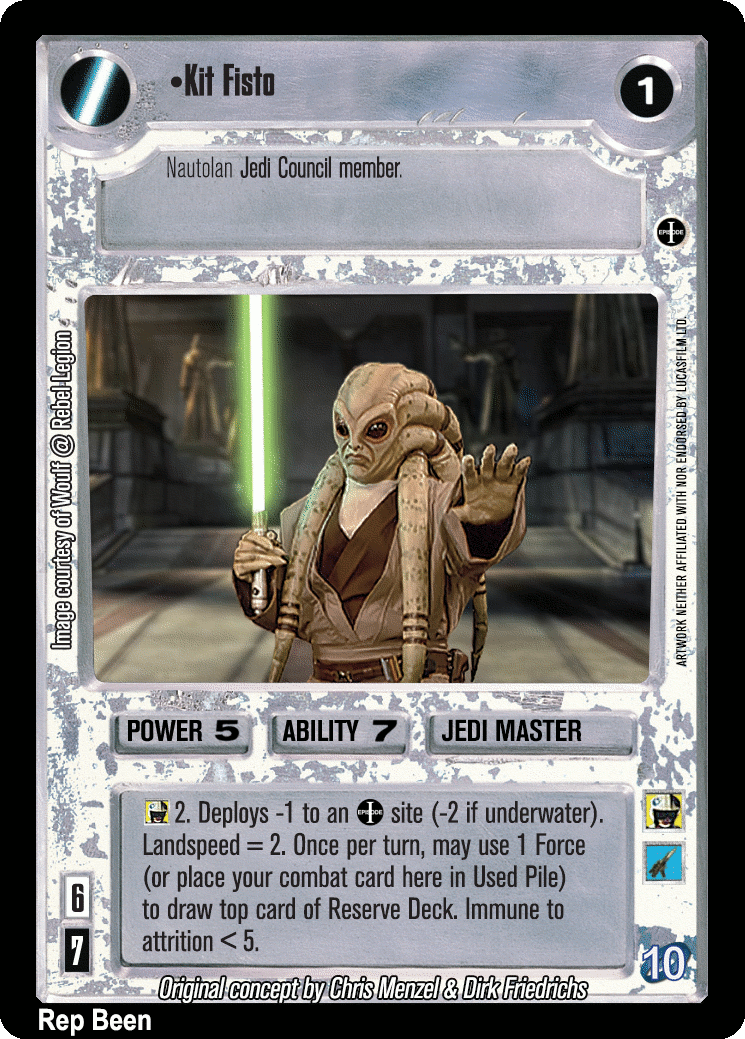 •Kit Fisto
1
Nautolan Jedi Council member.
EPISODE I
Image courtesy of Woulf @ Rebel Legion
ARTWORK NEITHER AFFILIATED WITH NOR ENDORSED BY LUCASFILM LTD.
POWER 5
ABILITY 7
JEDI MASTER
2. Deploys -1 to an EPISODE I site (-2 if underwater).
Landspeed = 2. Once per turn, may use 1 Force
(or place your combat card here in Used Pile)
to draw top card of Reserve Deck. Immune to
attrition < 5.
6
7
10
Original concept by Chris Menzel & Dirk Friedrichs
Rep Been